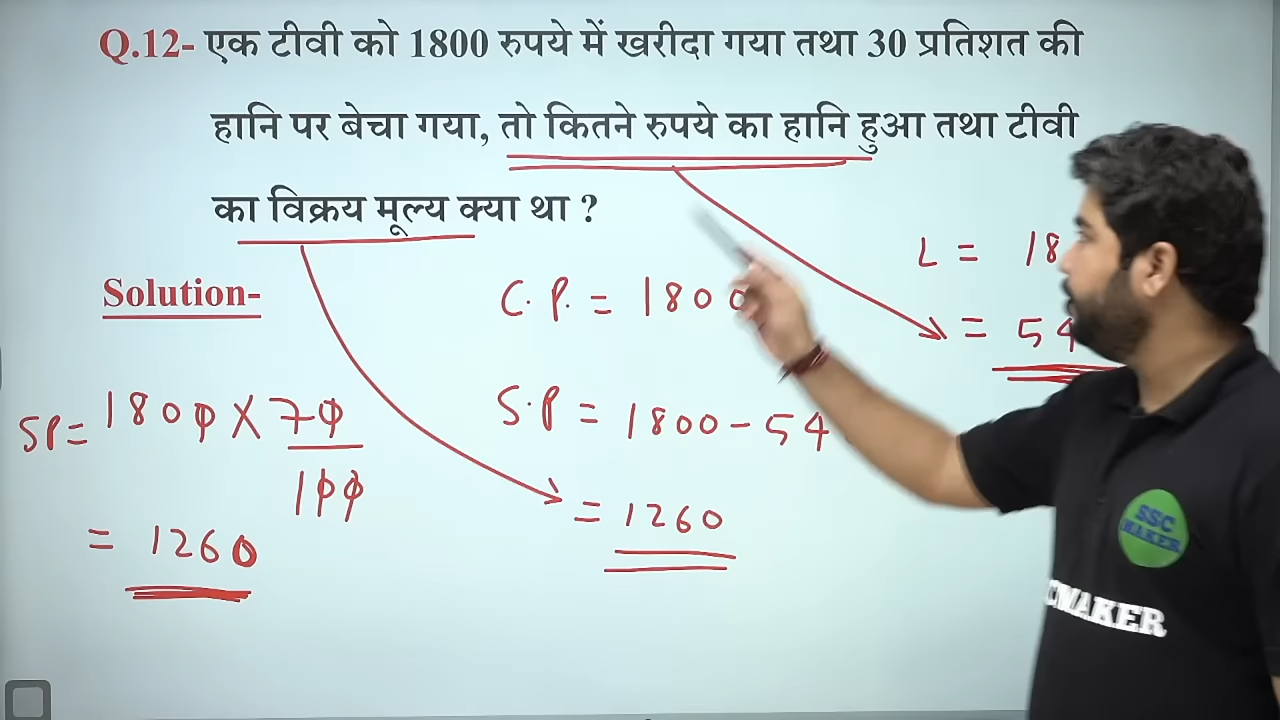 Q.12- एक टीवी को 1800 रुपये में खरीदा गया तथा 30 प्रतिशत की
हानि पर बेचा गया, तो कितने रुपये का हानि हुआ तथा टीवी
का विक्रय मूल्य क्या था ?
Solution-
C.P. = 1800
L = 18
= 54
SP = 1800 X 70
100
= 1260
S.P = 1800 - 54
= 1260
SSC
MAKER
CMAKER